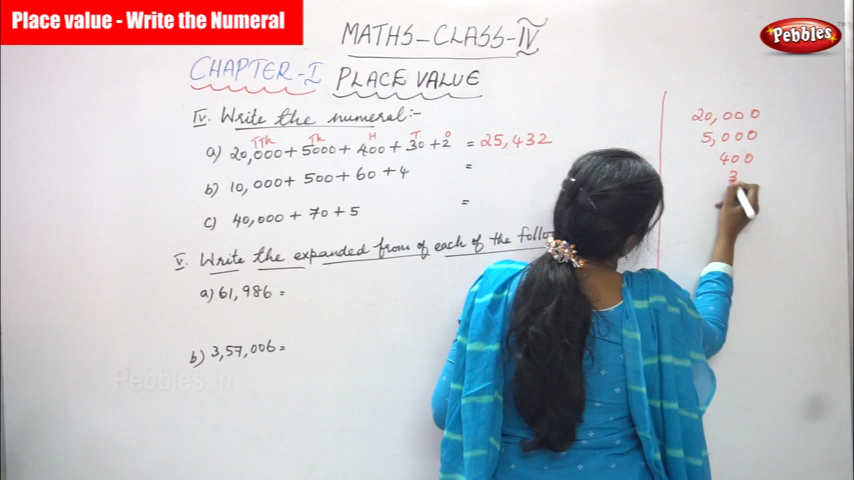 Place value - Write the Numeral
Pebbles
TM
MATHS-CLASS-IV
CHAPTER-I PLACE VALUE
IV. Write the numeral:-
TTh Th H T O
a) 20,000+5000+400+30+2 = 25,432
b) 10,000+500+60+4 =
c) 40,000+70+5 =
V. Write the expanded from of each of the follo
a) 61,986=
b) 3,57,006=
20,000
5,000
400
3
Pebbles.in